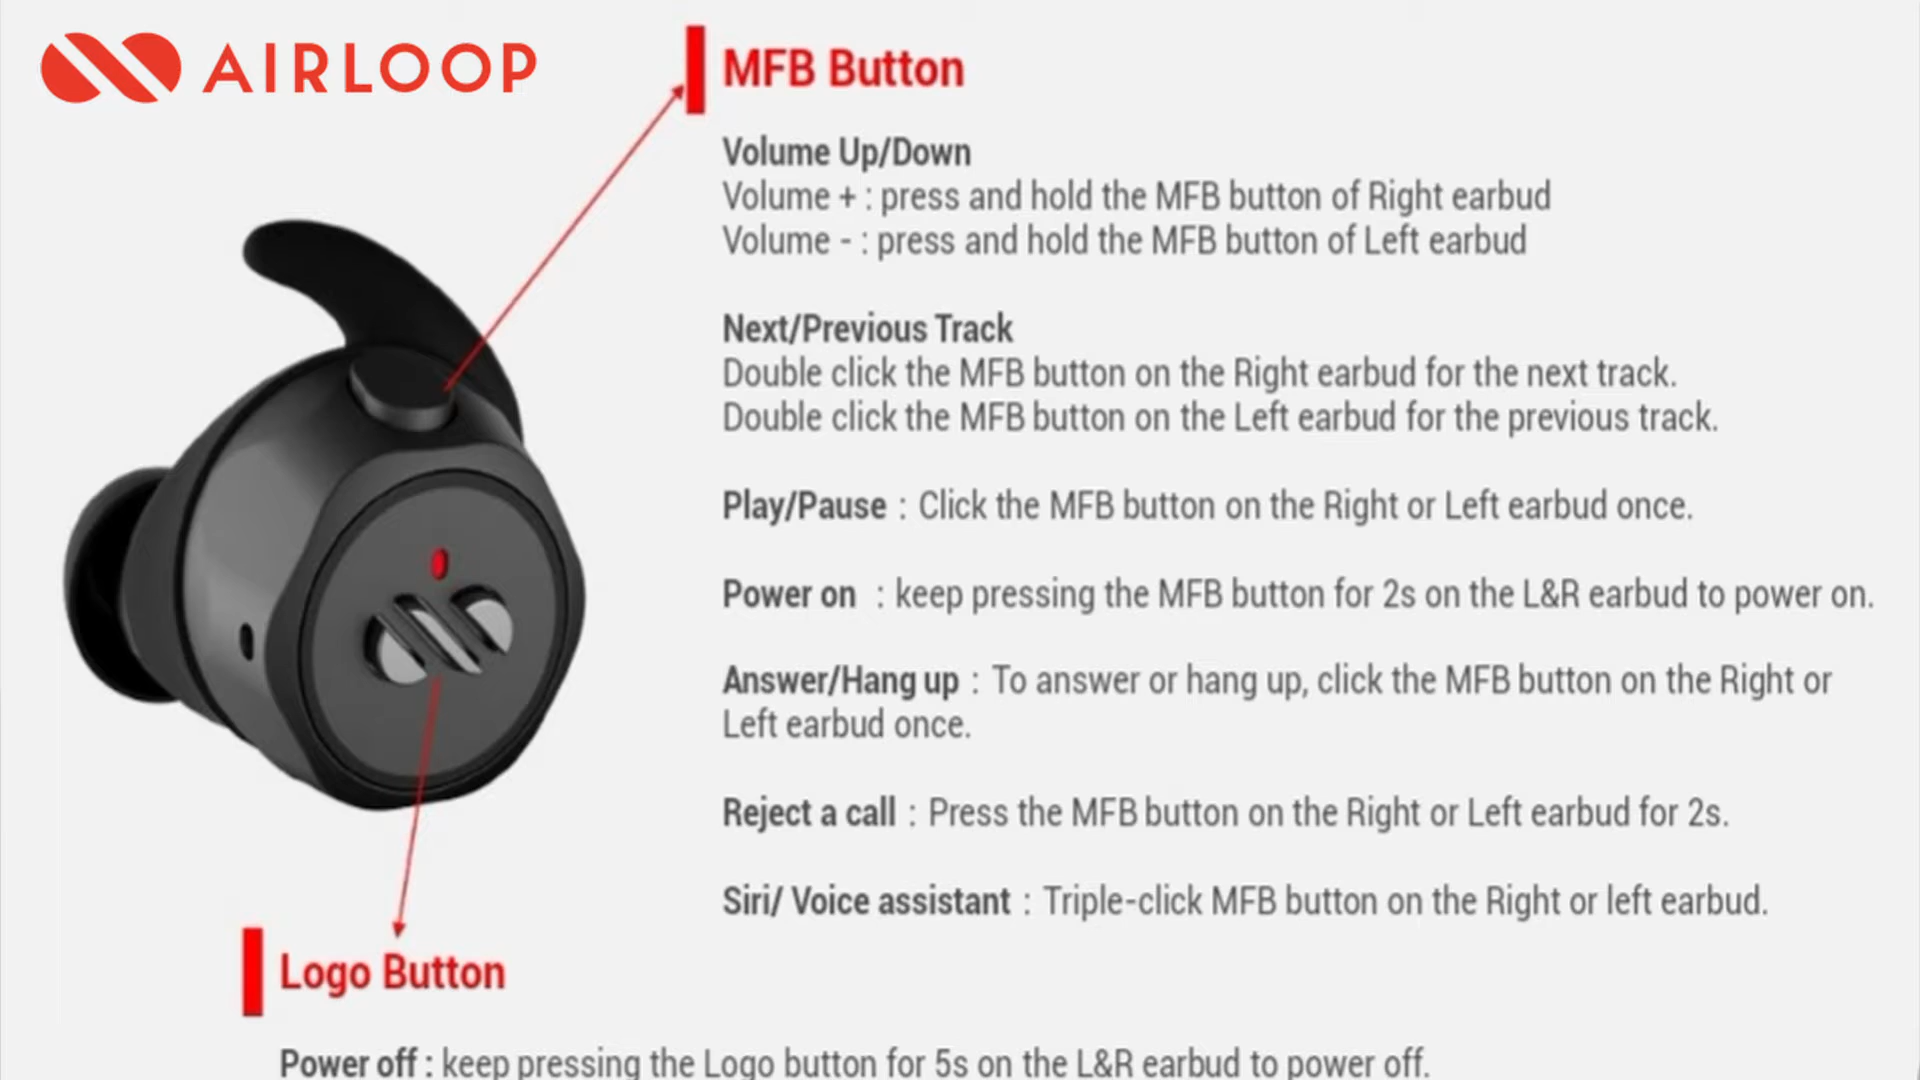 AIRLOOP
MFB Button
Volume Up/Down
Volume + : press and hold the MFB button of Right earbud
Volume - : press and hold the MFB button of Left earbud
Next/Previous Track
Double click the MFB button on the Right earbud for the next track.
Double click the MFB button on the Left earbud for the previous track.
Play/Pause : Click the MFB button on the Right or Left earbud once.
Power on : keep pressing the MFB button for 2s on the L&R earbud to power on.
Answer/Hang up : To answer or hang up, click the MFB button on the Right or
Left earbud once.
Reject a call : Press the MFB button on the Right or Left earbud for 2s.
Siri/ Voice assistant : Triple-click MFB button on the Right or left earbud.
Logo Button
Power off : keep pressing the Logo button for 5s on the L&R earbud to power off.